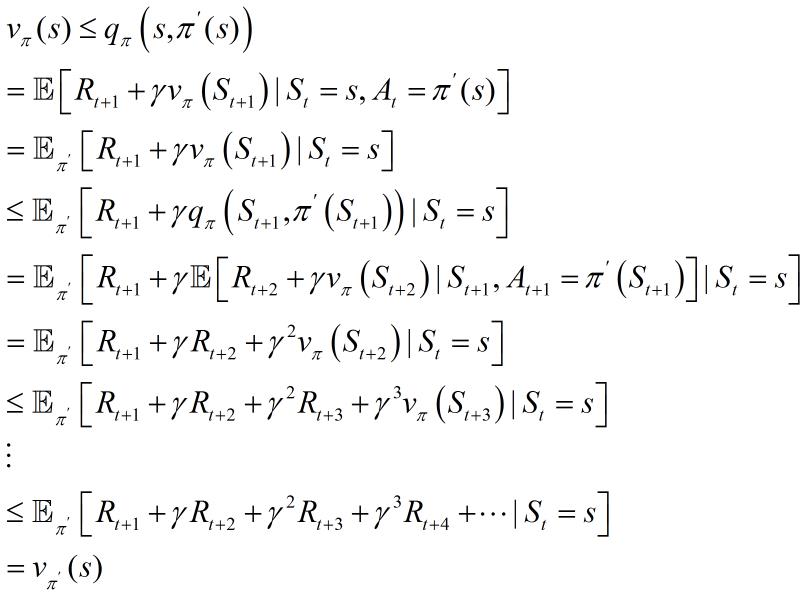 v_π(s) ≤ q_π(s, π′(s))
= 𝔼[R_{t+1} + γv_π(S_{t+1}) | S_t = s, A_t = π′(s)]
= 𝔼_{π′}[R_{t+1} + γv_π(S_{t+1}) | S_t = s]
≤ 𝔼_{π′}[R_{t+1} + γq_π(S_{t+1}, π′(S_{t+1})) | S_t = s]
= 𝔼_{π′}[R_{t+1} + γ𝔼[R_{t+2} + γv_π(S_{t+2}) | S_{t+1}, A_{t+1} = π′(S_{t+1})] | S_t = s]
= 𝔼_{π′}[R_{t+1} + γR_{t+2} + γ²v_π(S_{t+2}) | S_t = s]
≤ 𝔼_{π′}[R_{t+1} + γR_{t+2} + γ²R_{t+3} + γ³v_π(S_{t+3}) | S_t = s]
⋮
≤ 𝔼_{π′}[R_{t+1} + γR_{t+2} + γ²R_{t+3} + γ³R_{t+4} + ⋯ | S_t = s]
= v_{π′}(s)